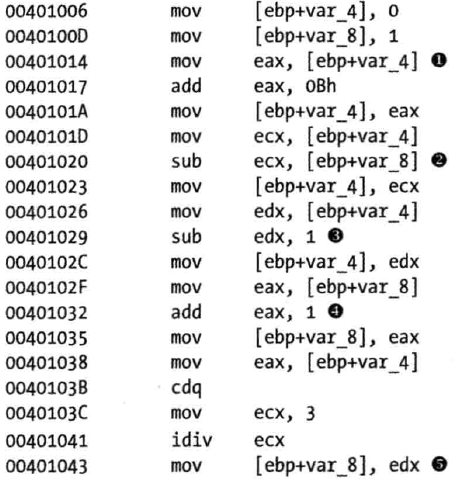 00401006 mov [ebp+var_4], 0
0040100D mov [ebp+var_8], 1
00401014 mov eax, [ebp+var_4] ❶
00401017 add eax, 0Bh
0040101A mov [ebp+var_4], eax
0040101D mov ecx, [ebp+var_4]
00401020 sub ecx, [ebp+var_8] ❷
00401023 mov [ebp+var_4], ecx
00401026 mov edx, [ebp+var_4]
00401029 sub edx, 1 ❸
0040102C mov [ebp+var_4], edx
0040102F mov eax, [ebp+var_8]
00401032 add eax, 1 ❹
00401035 mov [ebp+var_8], eax
00401038 mov eax, [ebp+var_4]
0040103B cdq
0040103C mov ecx, 3
00401041 idiv ecx
00401043 mov [ebp+var_8], edx ❺